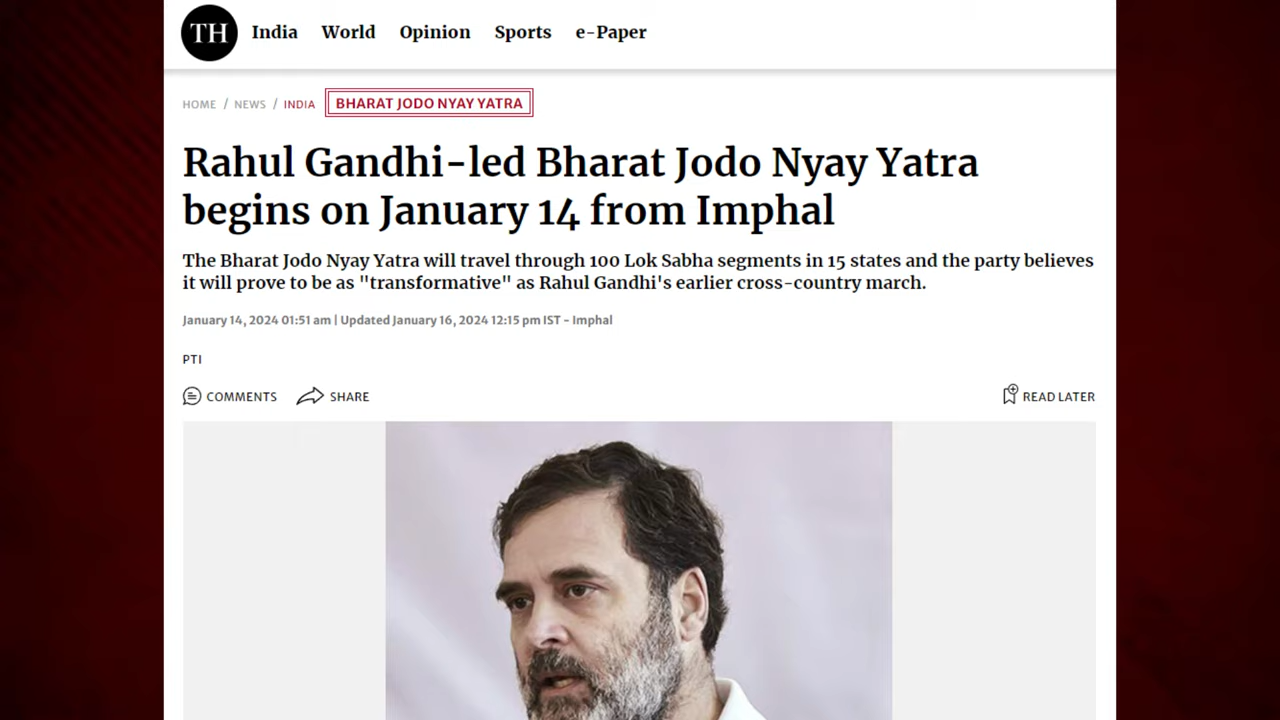 TH India World Opinion Sports e-Paper
HOME / NEWS / INDIA BHARAT JODO NYAY YATRA
Rahul Gandhi-led Bharat Jodo Nyay Yatra
begins on January 14 from Imphal
The Bharat Jodo Nyay Yatra will travel through 100 Lok Sabha segments in 15 states and the party believes
it will prove to be as "transformative" as Rahul Gandhi's earlier cross-country march.
January 14, 2024 01:51 am | Updated January 16, 2024 12:15 pm IST - Imphal
PTI
COMMENTS SHARE READ LATER